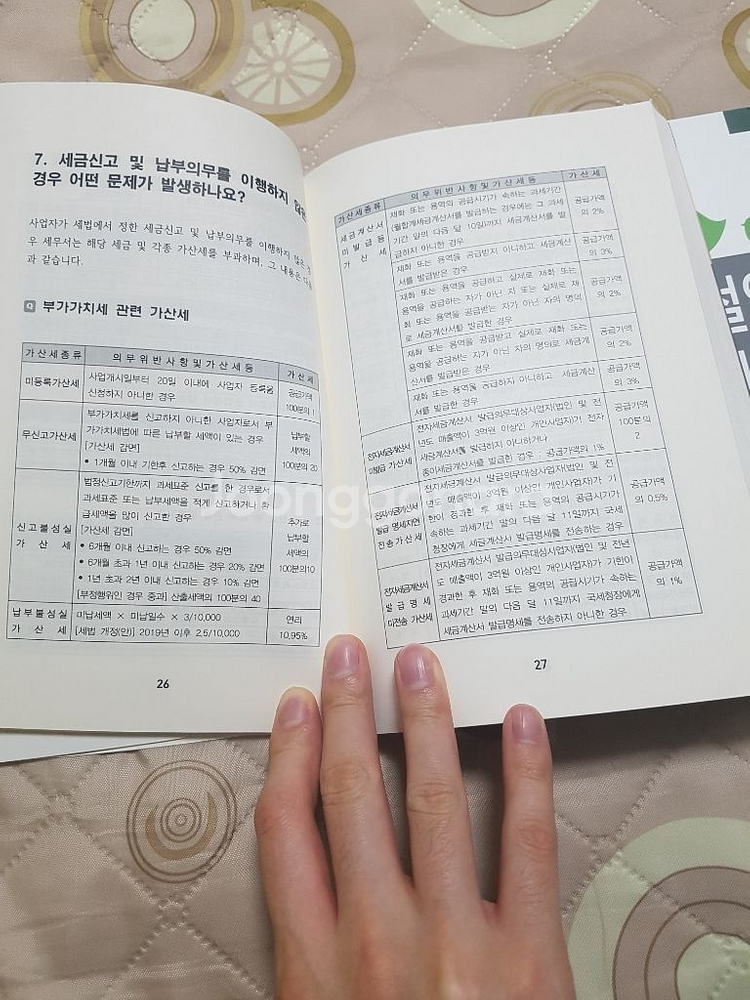 7. 세금신고 및 납부의무를 이행하지 않은
경우 어떤 문제가 발생하나요?
사업자가 세법에서 정한 세금신고 및 납부의무를 이행하지 않은 경
우 세무서는 해당 세금 및 각종 가산세를 부과하며, 그 내용은 다음
과 같습니다.
Q 부가가치세 관련 가산세
가산세종류 의무위반사항및가산세등 가산세
미등록가산세 사업개시일부터 20일 이내에 사업자 등록을
신청하지 아니한 경우
공급가액
100분의 1
무신고가산세
부가가치세를 신고하지 아니한 사업자로서 부
가가치세법에 따른 납부할 세액이 있는 경우
[가산세 감면]
• 1개월 이내 기한후 신고하는 경우 50% 감면
납부할
세액의
100분의 20
신고불성실
가 산 세
법정신고기한까지 과세표준 신고를 한 경우로서
과세표준 또는 납부세액을 적게 신고하거나 환
급세액을 많이 신고한 경우
[가산세 감면]
• 6개월 이내 신고하는 경우 50% 감면
• 6개월 초과 1년 이내 신고하는 경우 20% 감면
• 1년 초과 2년 이내 신고하는 경우 10% 감면
[부정행위인 경우 중과] 산출세액의 100분의 40
추가로
납부할
세액의
100분의10
납부불성실
가 산 세
미납세액 × 미납일수 × 3/10,000
[세법 개정(안)] 2019년 이후 2.5/10,000
연리
10.95%
26
가산세종류 의무위반사항및가산세등 가산세
세금계산서
미발급등
가 산 세
재화 또는 용역의 공급시기가 속하는 과세기간
(월합계세금계산서를 발급하는 경우에는 그 과세
기간 말의 다음 달 10일)까지 세금계산서를 발
급하지 아니한 경우
공급가액
의 2%
재화 또는 용역을 공급받지 아니하고 세금계산
서를 발급받은 경우
공급가액
의 3%
재화 또는 용역을 공급하고 실제로 재화 또는
용역을 공급하는 자가 아닌 자 또는 실제로 재
화 또는 용역을 공급받는 자가 아닌 자의 명의
로 세금계산서를 발급한 경우
공급가액
의 2%
재화 또는 용역을 공급받고 실제로 재화 또는
용역을 공급하는 자가 아닌 자의 명의로 세금계
산서를 발급받은 경우
공급가액
의 2%
재화 또는 용역을 공급하지 아니하고 세금계산
서를 발급한 경우
공급가액
의 3%
전자세금계산서
미발급 가산세
전자세금계산서 발급의무대상사업자(법인 및 전
년도 매출액이 3억원 이상인 개인사업자)가 전자
세금계산서를 발급하지 아니하거나
종이세금계산서를 발급한 경우 : 공급가액의 1%
공급가액
100분의
2
전자세금계산서
발급 명세지연
전송 가산세
전자세금계산서 발급의무대상사업자(법인 및 전
년도 매출액이 3억원 이상인 개인사업자)가 기
한이 경과한 후 재화 또는 용역의 공급시기가
속하는 과세기간 말의 다음 달 11일까지 국세
청장에게 세금계산서 발급명세를 전송하는 경우
공급가액
의 0.5%
전자세금계산서
발급명세
미전송 가산세
전자세금계산서 발급의무대상사업자(법인 및 전년
도 매출액이 3억원 이상인 개인사업자)가 기한이
경과한 후 재화 또는 용역의 공급시기가 속하는
과세기간 말의 다음 달 11일까지 국세청장에게
세금계산서 발급명세를 전송하지 아니한 경우
공급가액
의 1%
27